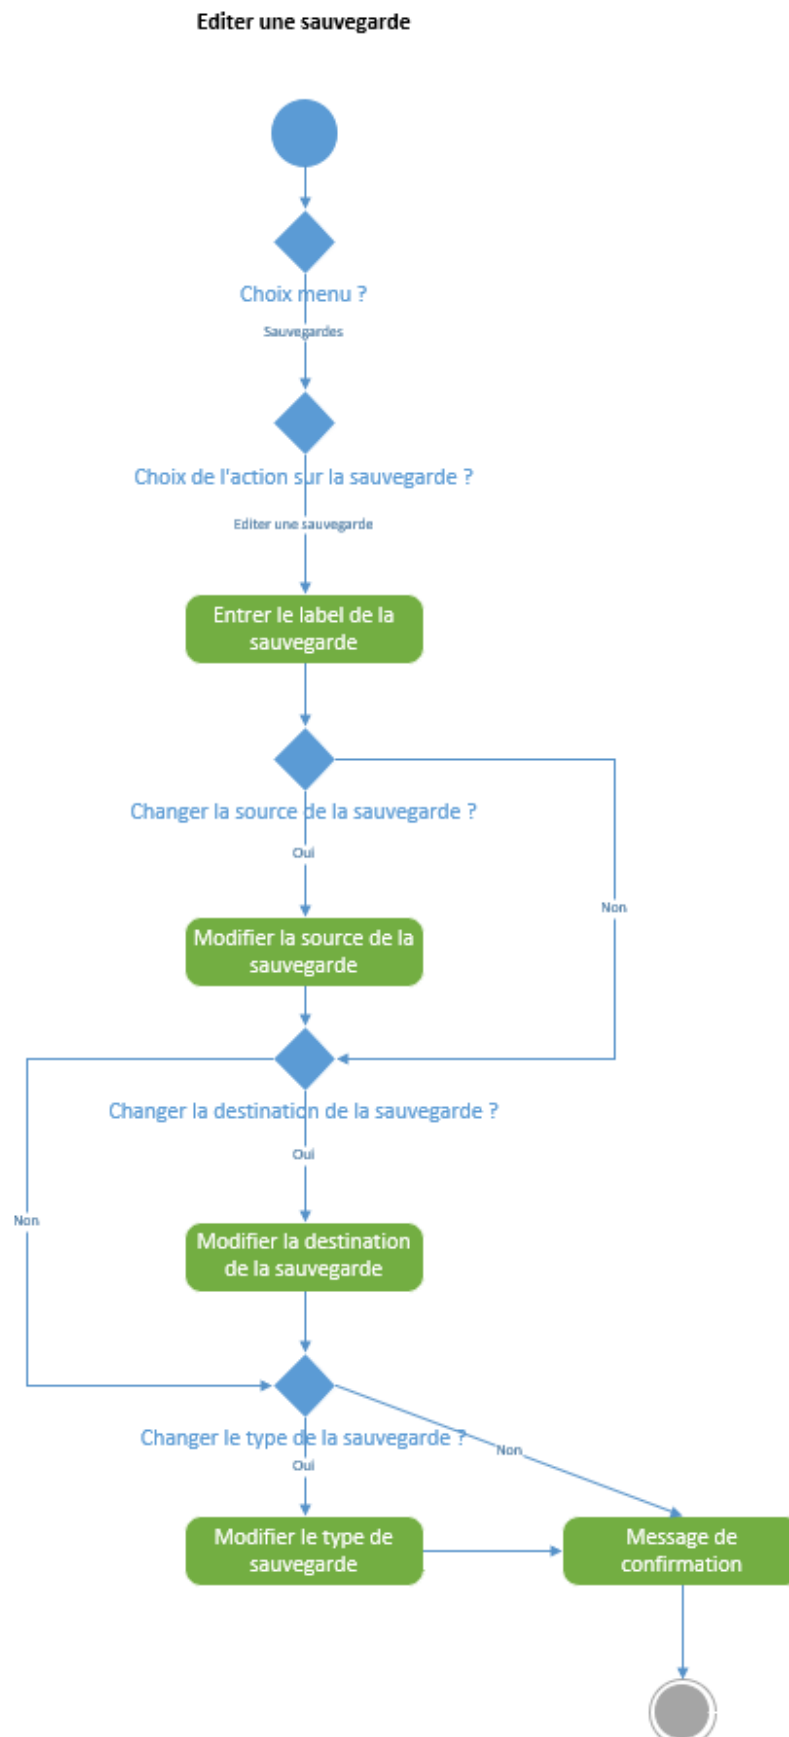 Editer une sauvegarde
Choix menu ?
Sauvegardes
Choix de l'action sur la sauvegarde ?
Editer une sauvegarde
Entrer le label de la
sauvegarde
Changer la source de la sauvegarde ?
Oui
Non
Modifier la source de la
sauvegarde
Changer la destination de la sauvegarde ?
Oui
Non
Modifier la destination
de la sauvegarde
Changer le type de la sauvegarde ?
Non
Oui
Modifier le type de
sauvegarde
Message de
confirmation